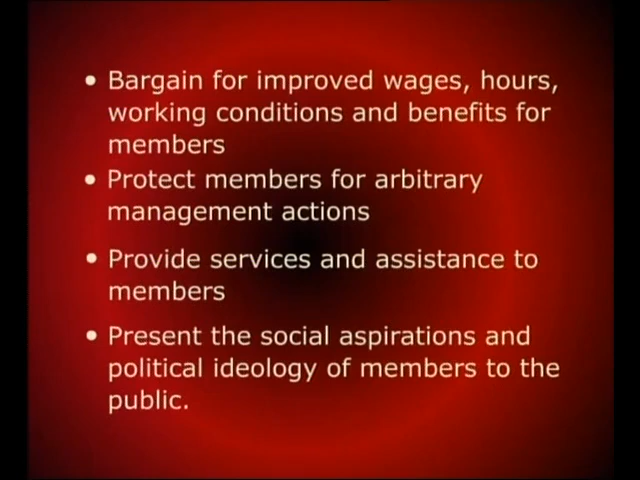 • Bargain for improved wages, hours,
working conditions and benefits for
members
• Protect members for arbitrary
management actions
• Provide services and assistance to
members
• Present the social aspirations and
political ideology of members to the
public.